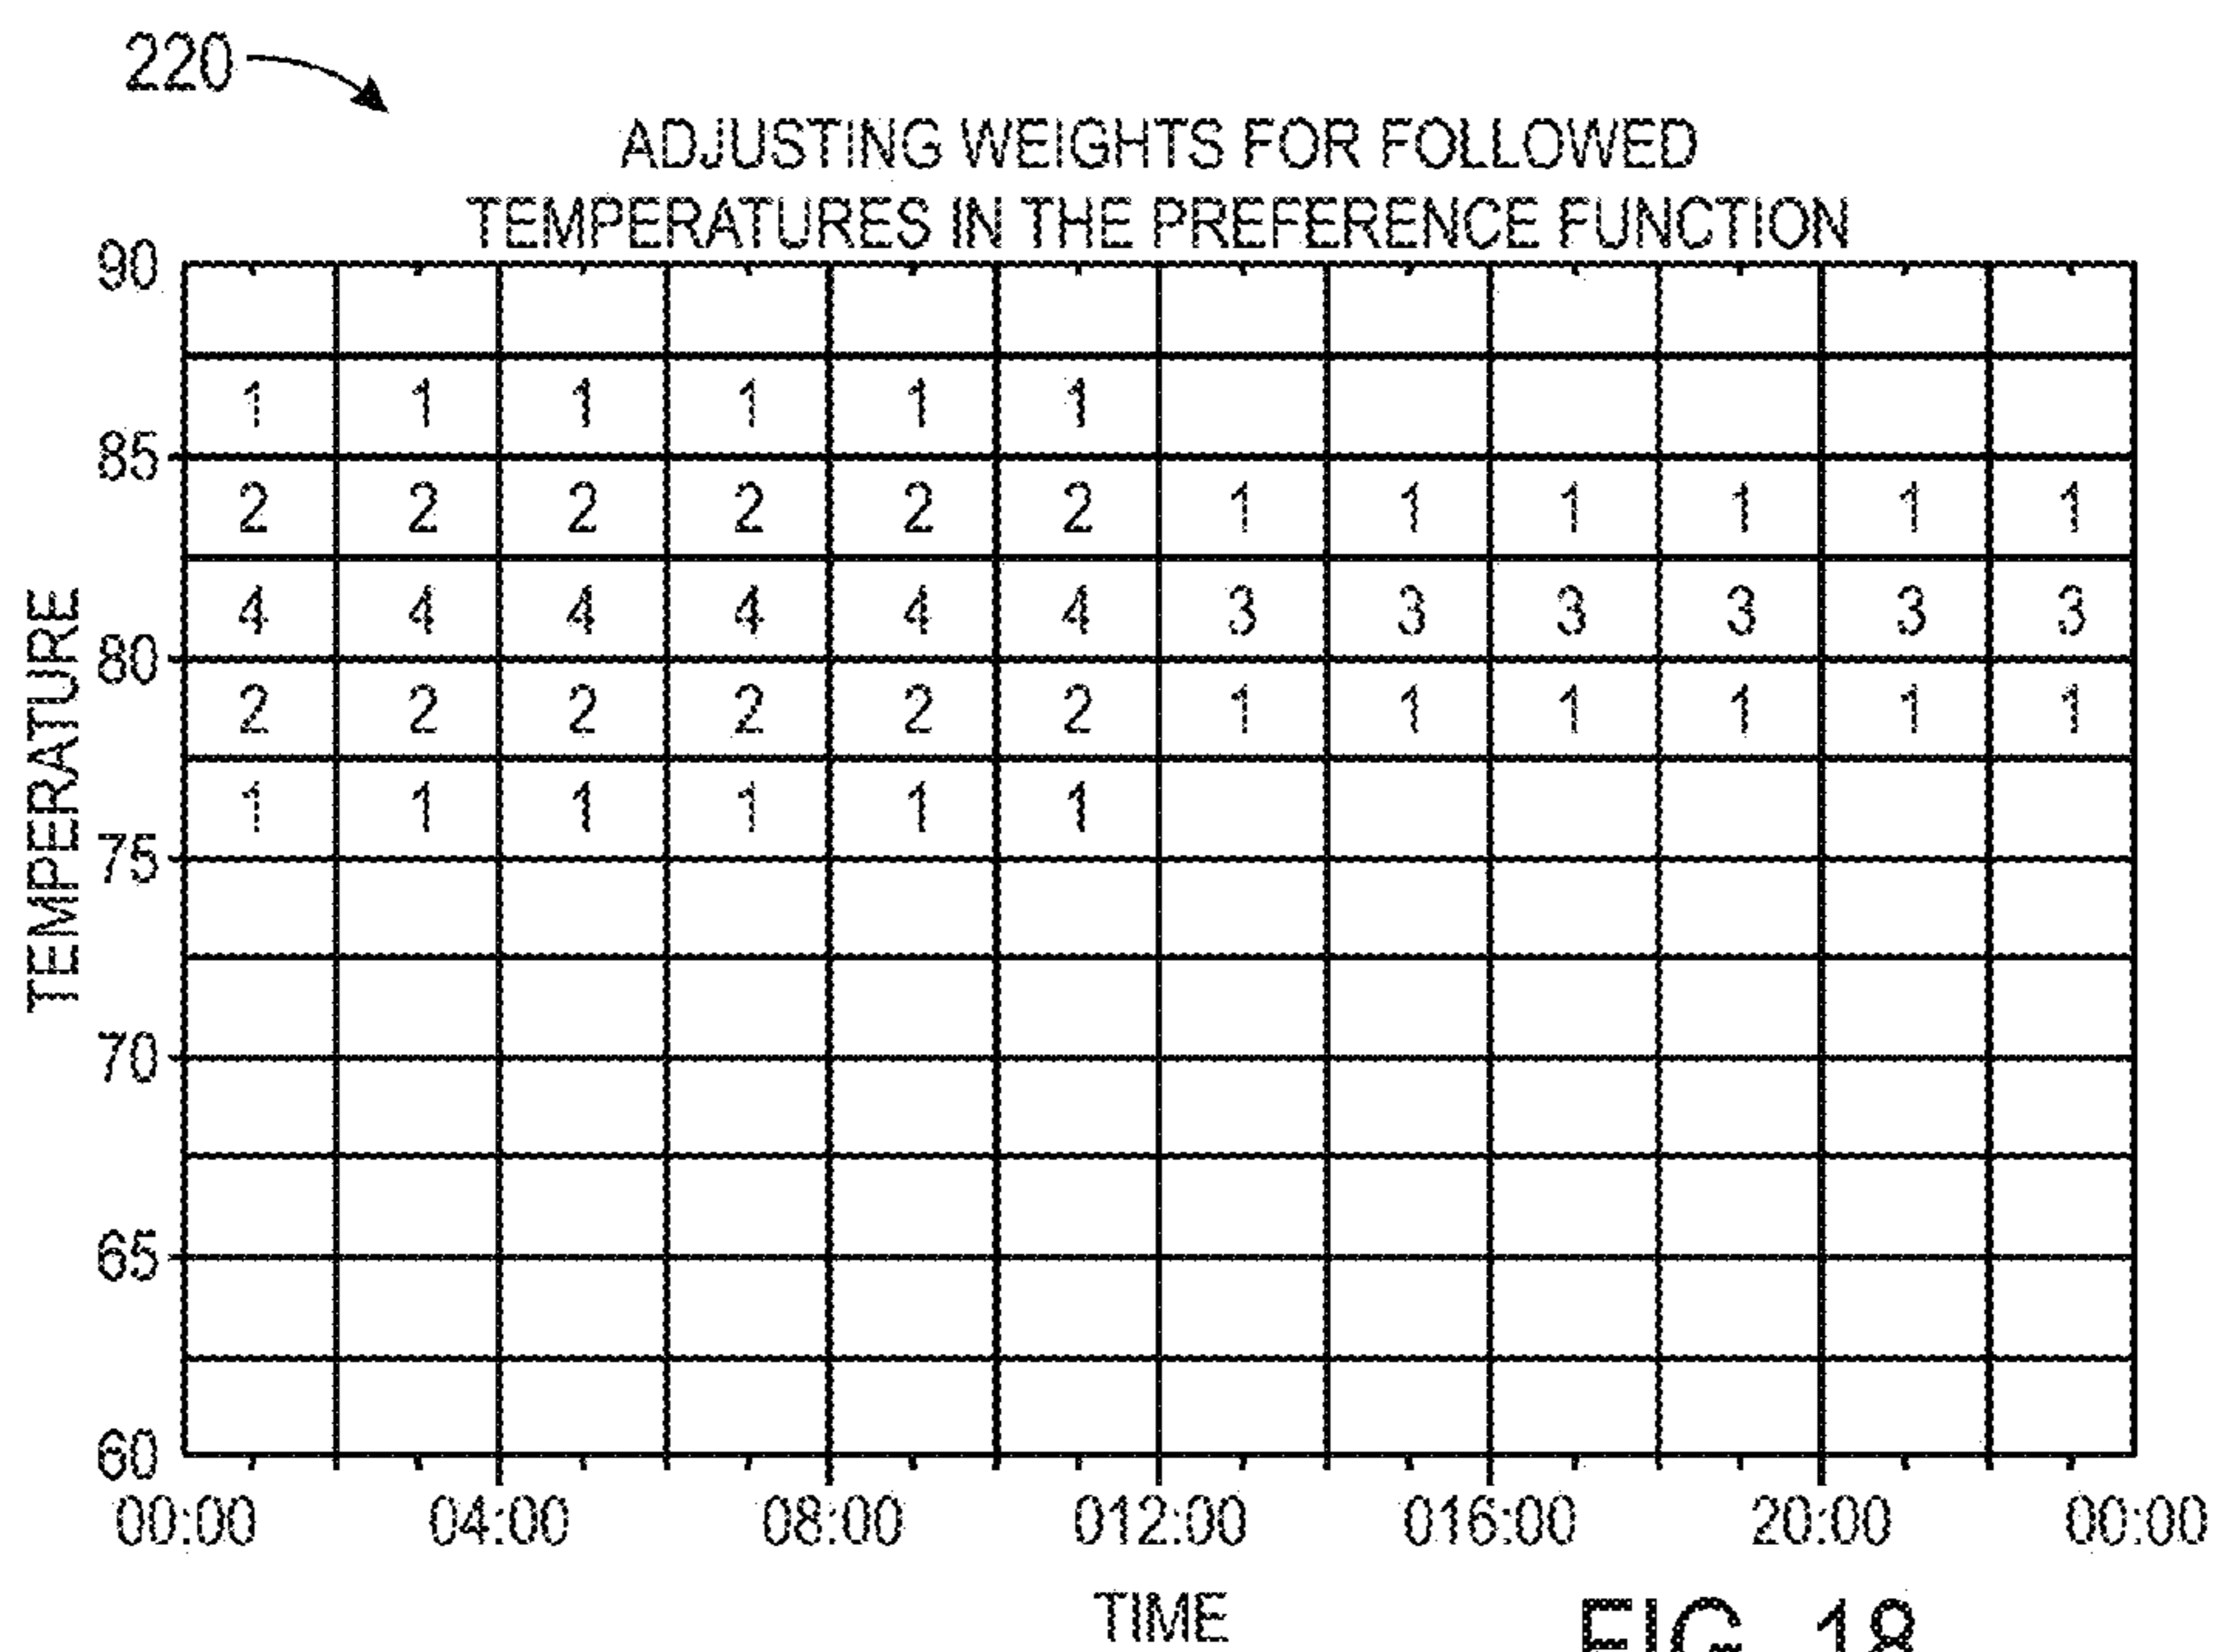 220
ADJUSTING WEIGHTS FOR FOLLOWED
TEMPERATURES IN THE PREFERENCE FUNCTION
90
1 1 1 1 1 1
85
2 2 2 2 2 2 1 1 1 1 1 1
4 4 4 4 4 4 3 3 3 3 3 3
80
2 2 2 2 2 2 1 1 1 1 1 1
1 1 1 1 1 1
75
70
65
60
TEMPERATURE
00:00 04:00 08:00 012:00 016:00 20:00 00:00
TIME
FIG. 18